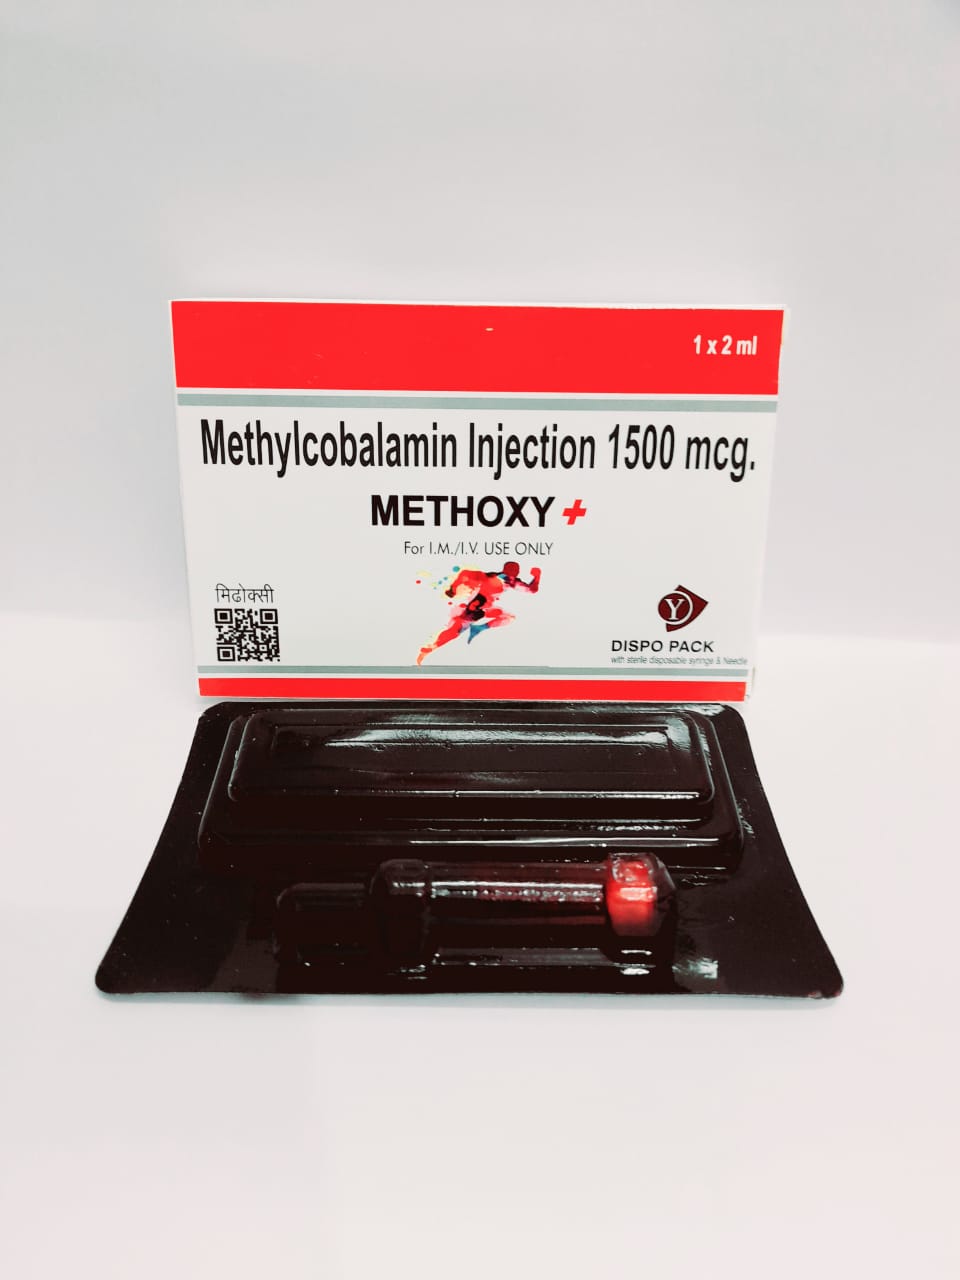 1 x 2 ml
Methylcobalamin Injection 1500 mcg.
METHOXY +
For I.M./I.V. USE ONLY
मिढोक्सी
Y
DISPO PACK
with sterile disposable syringe & Needle